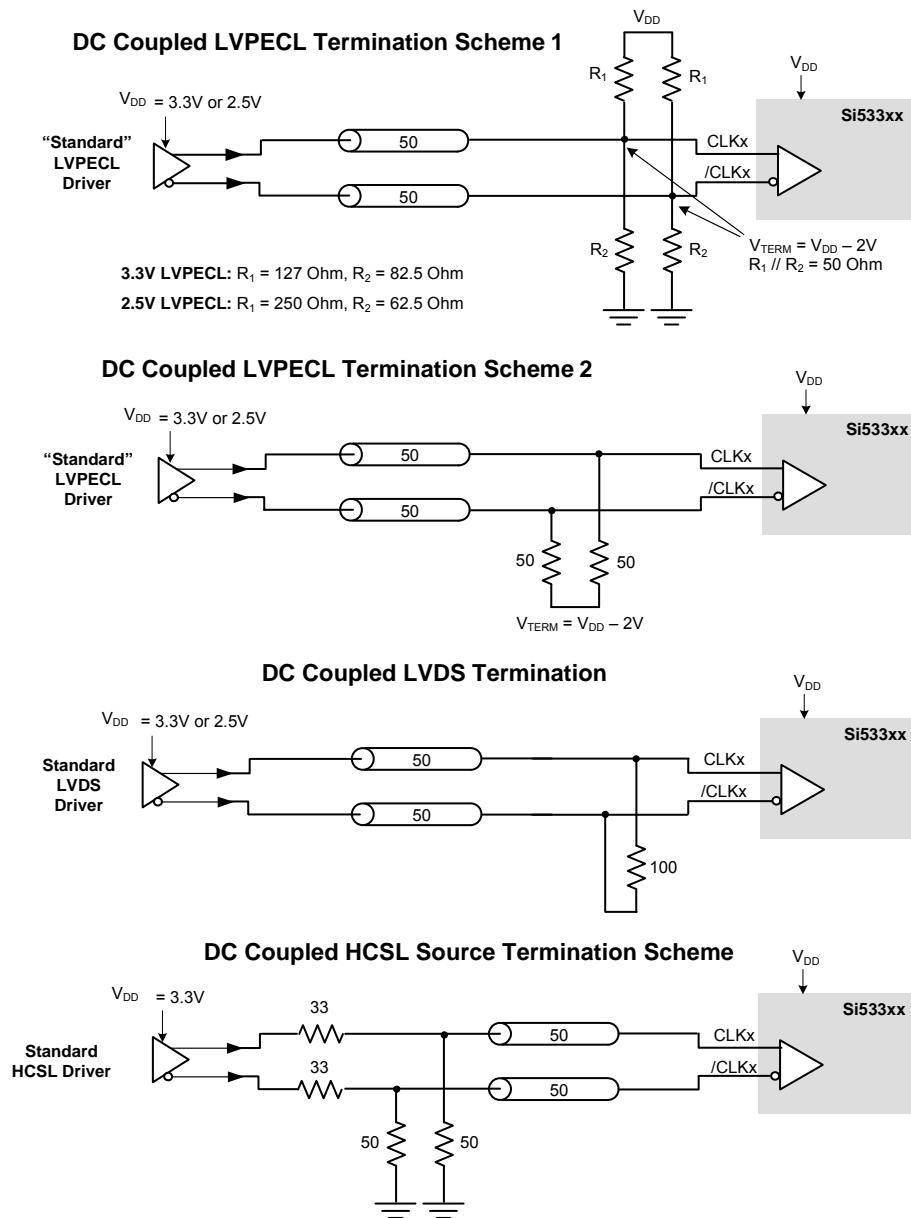 DC Coupled LVPECL Termination Scheme 1
VDD
VDD = 3.3V or 2.5V
R1
R1
VDD
Si533xx
“Standard”
LVPECL
Driver
50
50
CLKx
/CLKx
R2
R2
VTERM = VDD – 2V
R1 // R2 = 50 Ohm
3.3V LVPECL: R1 = 127 Ohm, R2 = 82.5 Ohm
2.5V LVPECL: R1 = 250 Ohm, R2 = 62.5 Ohm
DC Coupled LVPECL Termination Scheme 2
VDD = 3.3V or 2.5V
VDD
Si533xx
“Standard”
LVPECL
Driver
50
50
CLKx
/CLKx
50
50
VTERM = VDD – 2V
DC Coupled LVDS Termination
VDD = 3.3V or 2.5V
VDD
Si533xx
Standard
LVDS
Driver
50
50
CLKx
/CLKx
100
DC Coupled HCSL Source Termination Scheme
VDD = 3.3V
VDD
Si533xx
Standard
HCSL Driver
33
33
50
50
CLKx
/CLKx
50
50